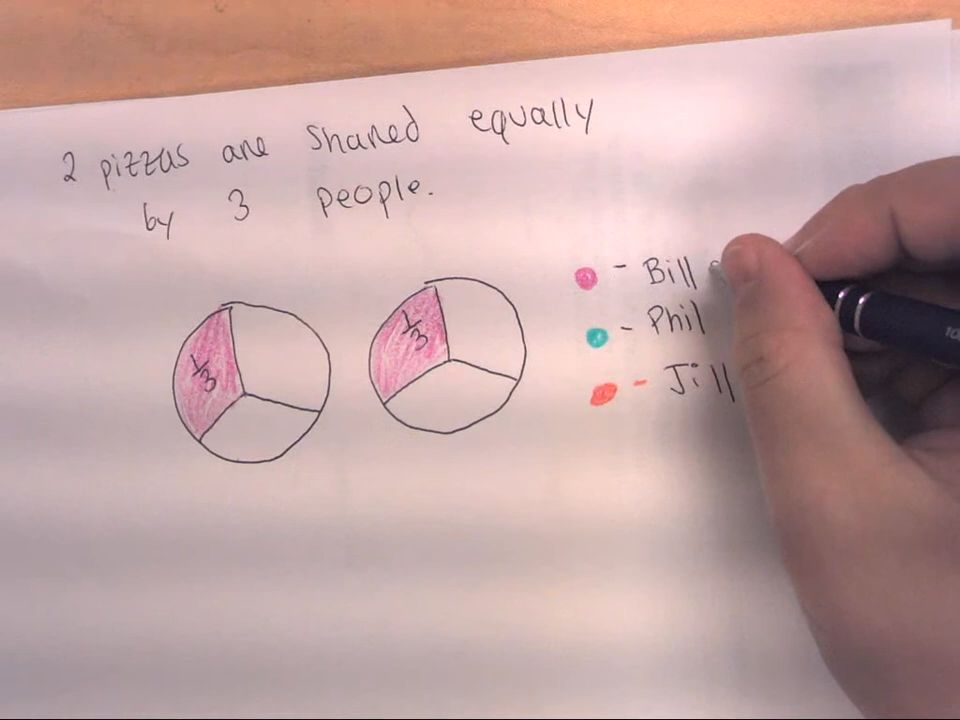 2 pizzas are shared equally
by 3 people.
1/3
1/3
- Bill
- Phil
- Jill